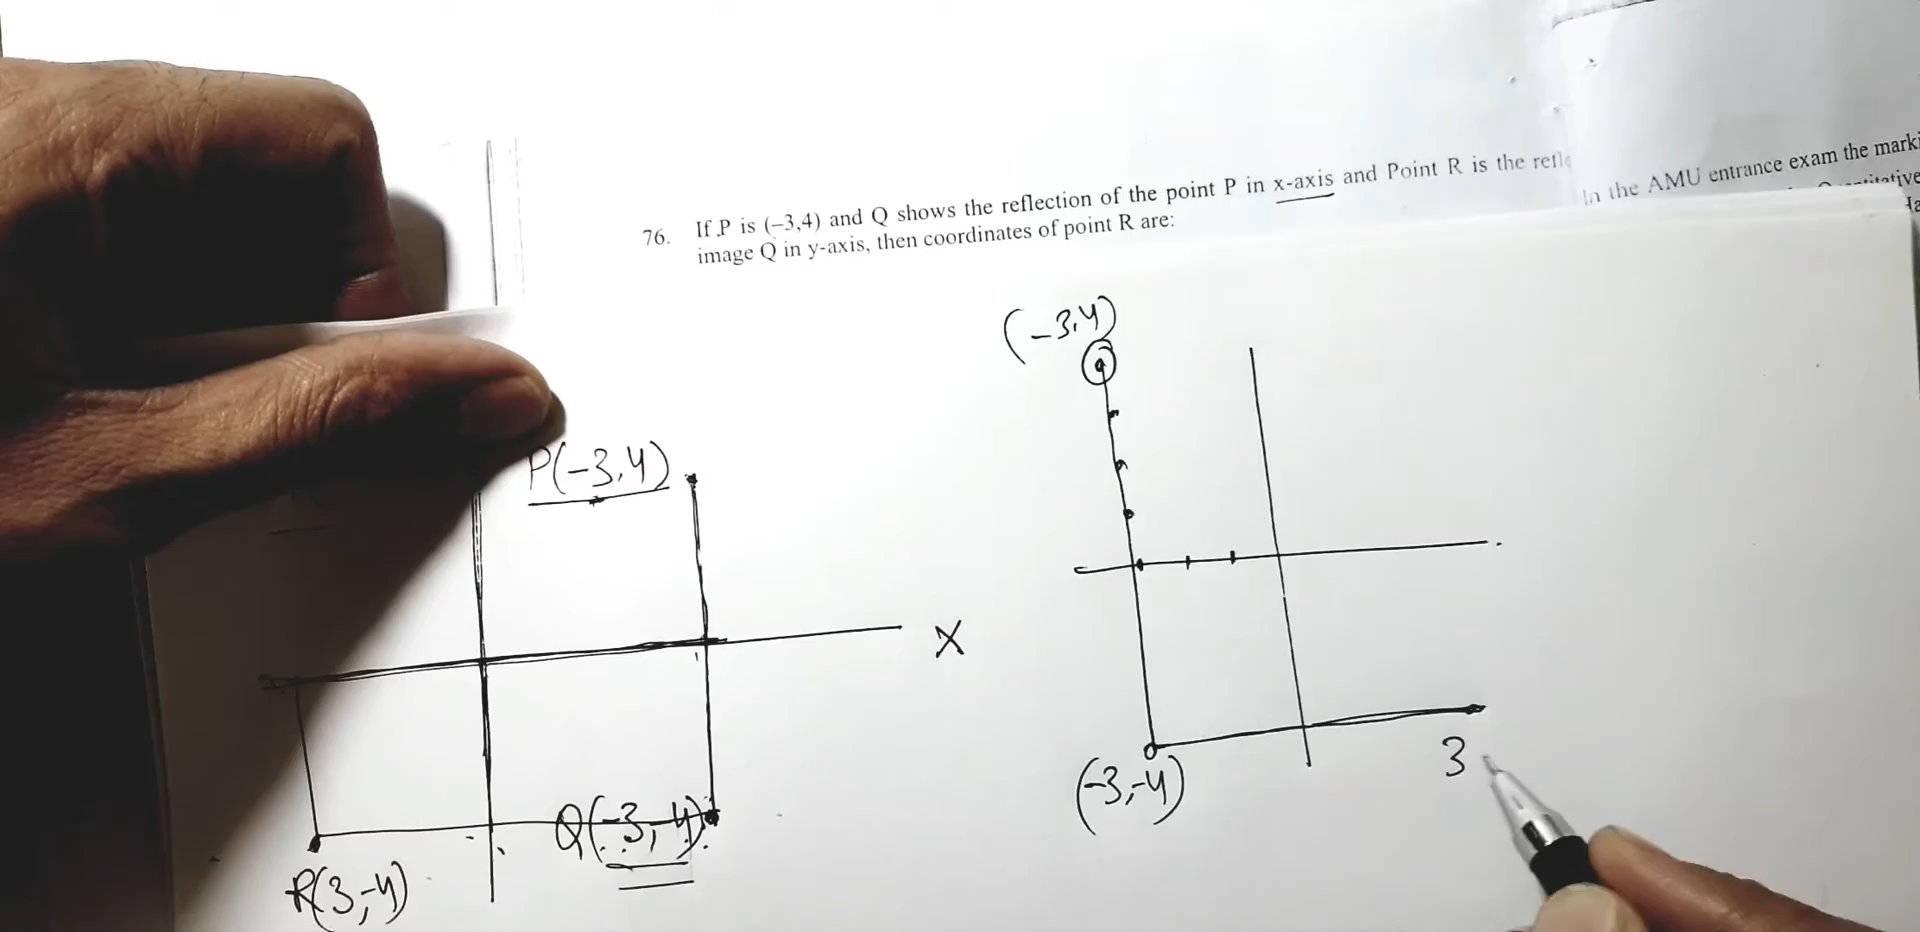 76. If P is (−3,4) and Q shows the reflection of the point P in x-axis and Point R is the
image Q in y-axis, then coordinates of point R are:
In the AMU entrance exam the
(−3,4)
P(−3,4)
X
(−3,−4)
3
Q(−3,−4)
R(3,−4)